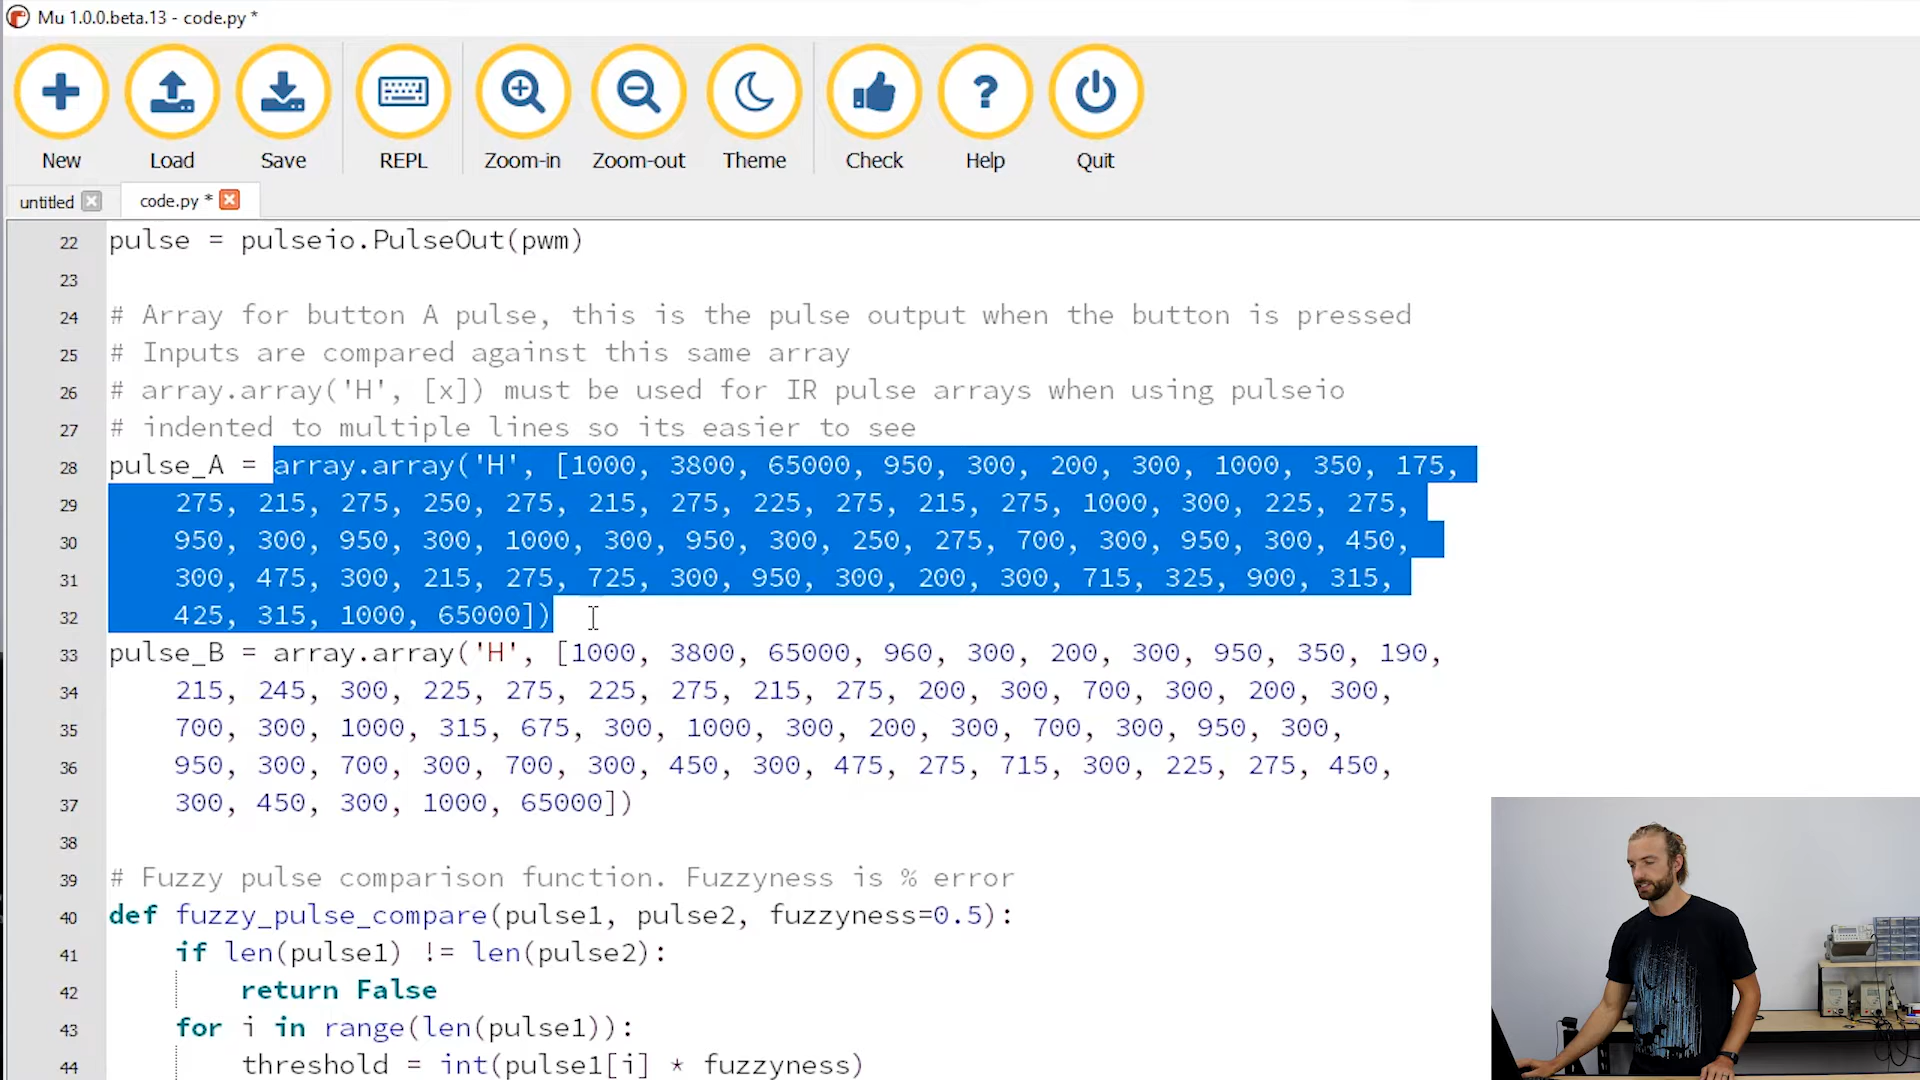 Mu 1.0.0.beta.13 - code.py *
New Load Save REPL Zoom-in Zoom-out Theme Check Help Quit
untitled code.py *
22 pulse = pulseio.PulseOut(pwm)
23
24 # Array for button A pulse, this is the pulse output when the button is pressed
25 # Inputs are compared against this same array
26 # array.array('H', [x]) must be used for IR pulse arrays when using pulseio
27 # indented to multiple lines so its easier to see
28 pulse_A = array.array('H', [1000, 3800, 65000, 950, 300, 200, 300, 1000, 350, 175,
29 275, 215, 275, 250, 275, 215, 275, 225, 275, 215, 275, 1000, 300, 225, 275,
30 950, 300, 950, 300, 1000, 300, 950, 300, 250, 275, 700, 300, 950, 300, 450,
31 300, 475, 300, 215, 275, 725, 300, 950, 300, 200, 300, 715, 325, 900, 315,
32 425, 315, 1000, 65000])
33 pulse_B = array.array('H', [1000, 3800, 65000, 960, 300, 200, 300, 950, 350, 190,
34 215, 245, 300, 225, 275, 225, 275, 215, 275, 200, 300, 700, 300, 200, 300,
35 700, 300, 1000, 315, 675, 300, 1000, 300, 200, 300, 700, 300, 950, 300,
36 950, 300, 700, 300, 700, 300, 450, 300, 475, 275, 715, 300, 225, 275, 450,
37 300, 450, 300, 1000, 65000])
38
39 # Fuzzy pulse comparison function. Fuzzyness is % error
40 def fuzzy_pulse_compare(pulse1, pulse2, fuzzyness=0.5):
41 if len(pulse1) != len(pulse2):
42 return False
43 for i in range(len(pulse1)):
44 threshold = int(pulse1[i] * fuzzyness)